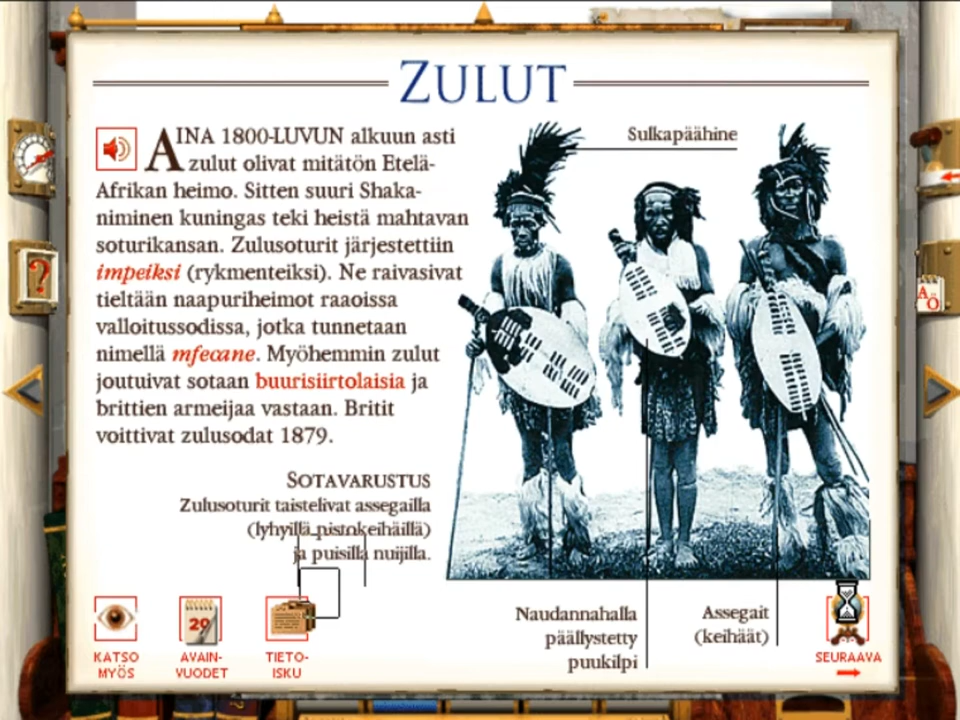 ZULUT
AINA 1800-LUVUN alkuun asti
zulut olivat mitätön Etelä-
Afrikan heimo. Sitten suuri Shaka-
niminen kuningas teki heistä mahtavan
soturikansan. Zulusoturit järjestettiin
impeiksi (rykmenteiksi). Ne raivasivat
tieltään naapuriheimot raaoissa
valloitussodissa, jotka tunnetaan
nimellä mfecane. Myöhemmin zulut
joutuivat sotaan buurisiirtolaisia ja
brittien armeijaa vastaan. Britit
voittivat zulusodat 1879.
Sulkapäähine
SOTAVARUSTUS
Zulusoturit taistelivat assegailla
(lyhyillä pistokeihäillä)
ja puisilla nuijilla.
Naudannahalla
päällystetty
puukilpi
Assegait
(keihäät)
?
A
Ö
29
KATSO
MYÖS
AVAIN-
VUODET
TIETO-
ISKU
SEURAAVA